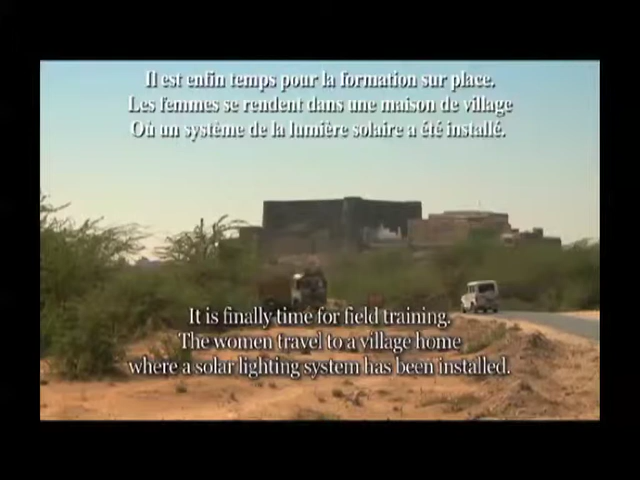 Il est enfin temps pour la formation sur place.
Les femmes se rendent dans une maison de village
Où un système de la lumière solaire a été installé.
It is finally time for field training.
The women travel to a village home
where a solar lighting system has been installed.